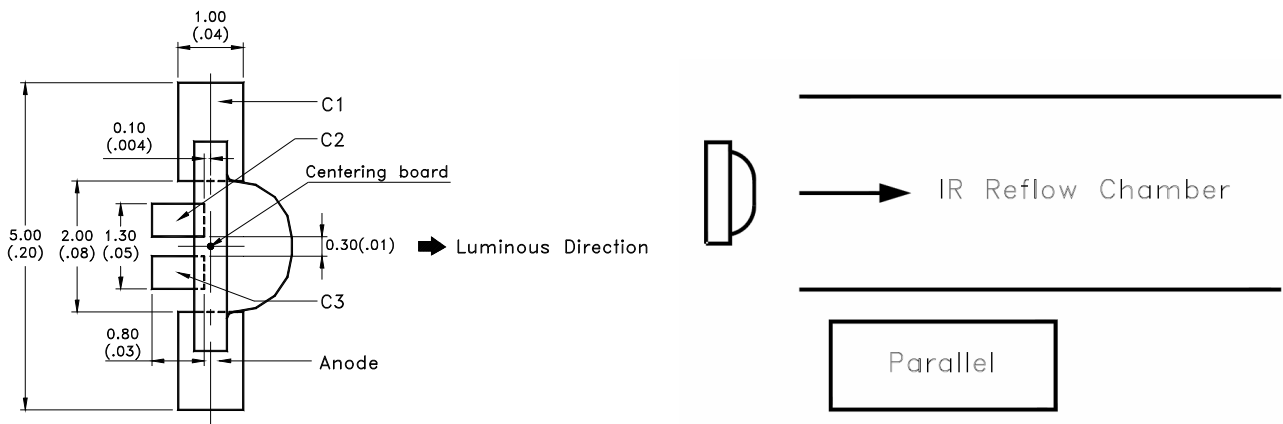 1.00
(.04)
C1
0.10
(.004)
C2
Centering board
5.00
(.20)
2.00
(.08)
1.30
(.05)
0.30(.01)
Luminous Direction
C3
0.80
(.03)
Anode
IR Reflow Chamber
Parallel